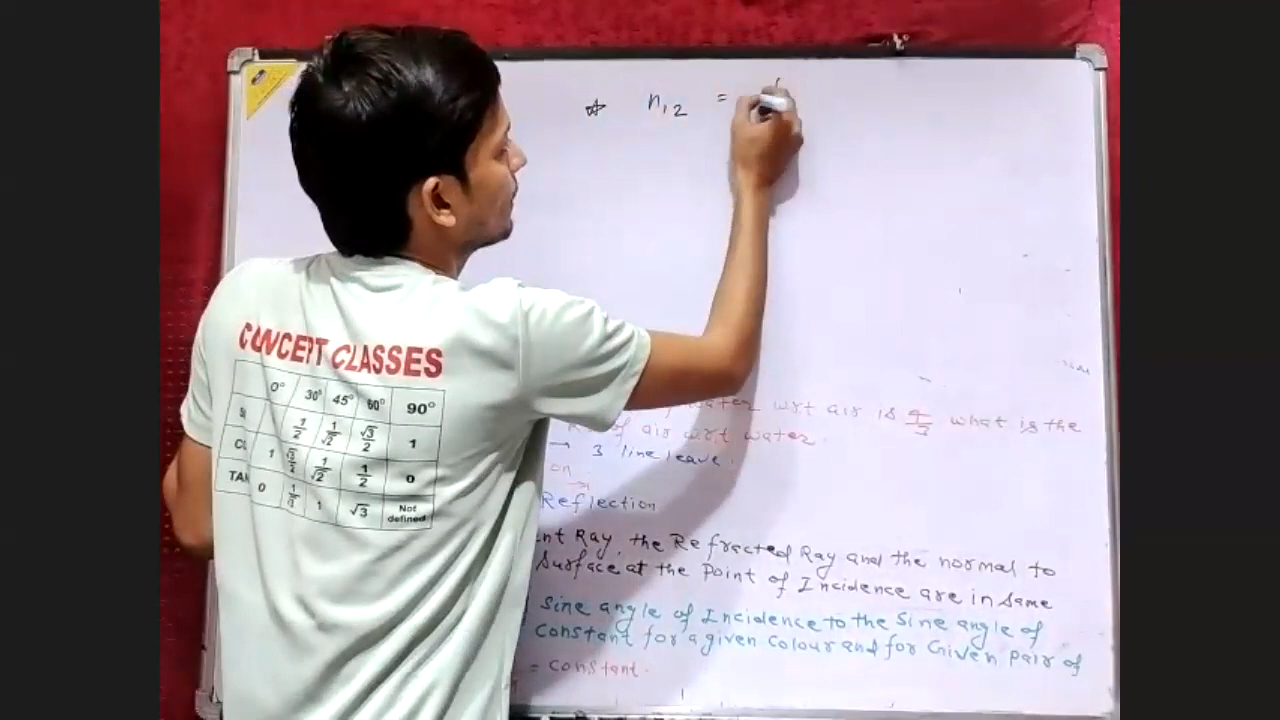 ☆ n12 =
water wrt air is 4/3 what is the
of air wrt water.
→ 3 line leave.
on
Reflection
Ray, the Refracted Ray and the normal to
Surface at the Point of Incidence are in Same
Sine angle of Incidence to the Sine angle of
Constant for a given Colour and for Given Pair of
= constant.
CONCEPT CLASSES
0° 30° 45° 60° 90°
1/2 1/√2 √3/2 1
1 √3/2 1/√2 1/2 0
TAN 0 1/√3 1 √3 Not defined